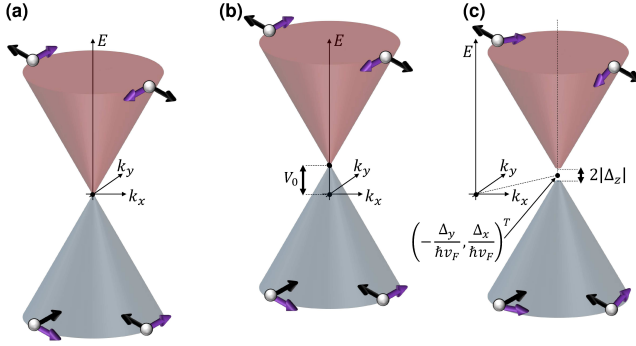 (a)
E
k_y
k_x
(b)
E
V_0
k_y
k_x
(c)
E
k_y
k_x
2|Δ_z|
(-Δ_y/ħv_F, Δ_x/ħv_F)^T